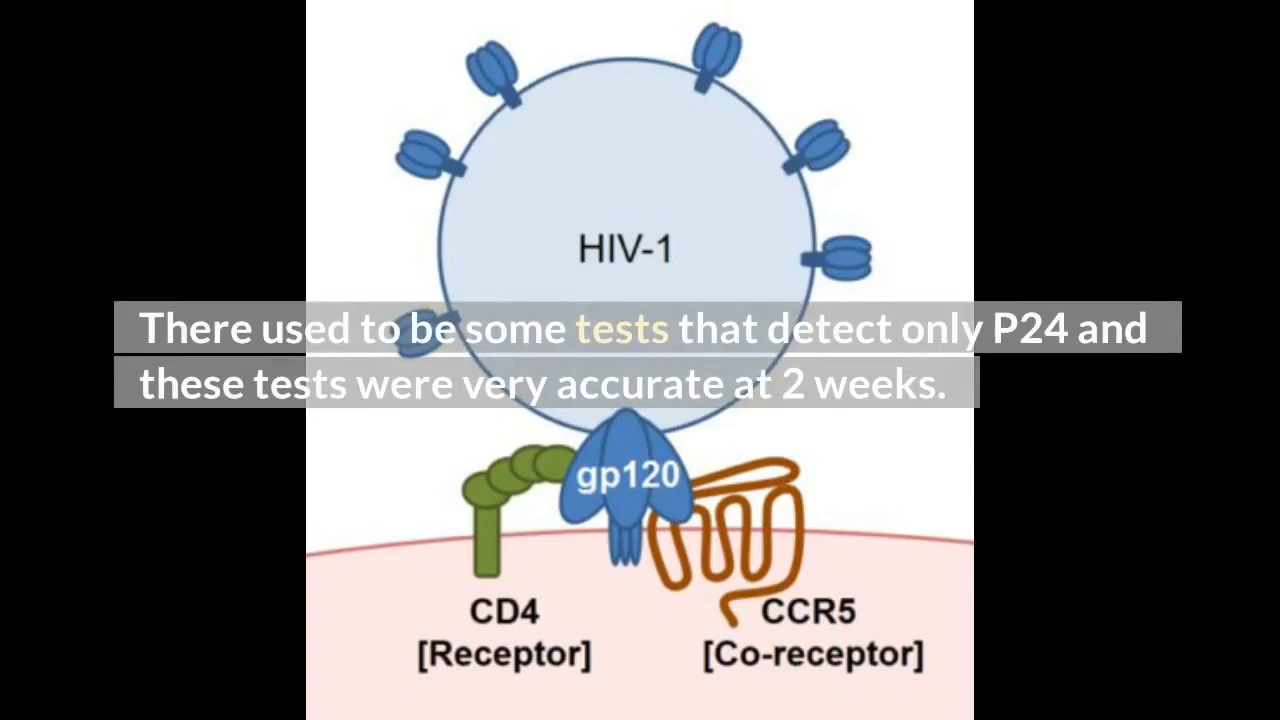 HIV-1
There used to be some tests that detect only P24 and
these tests were very accurate at 2 weeks.
gp120
CD4
[Receptor]
CCR5
[Co-receptor]